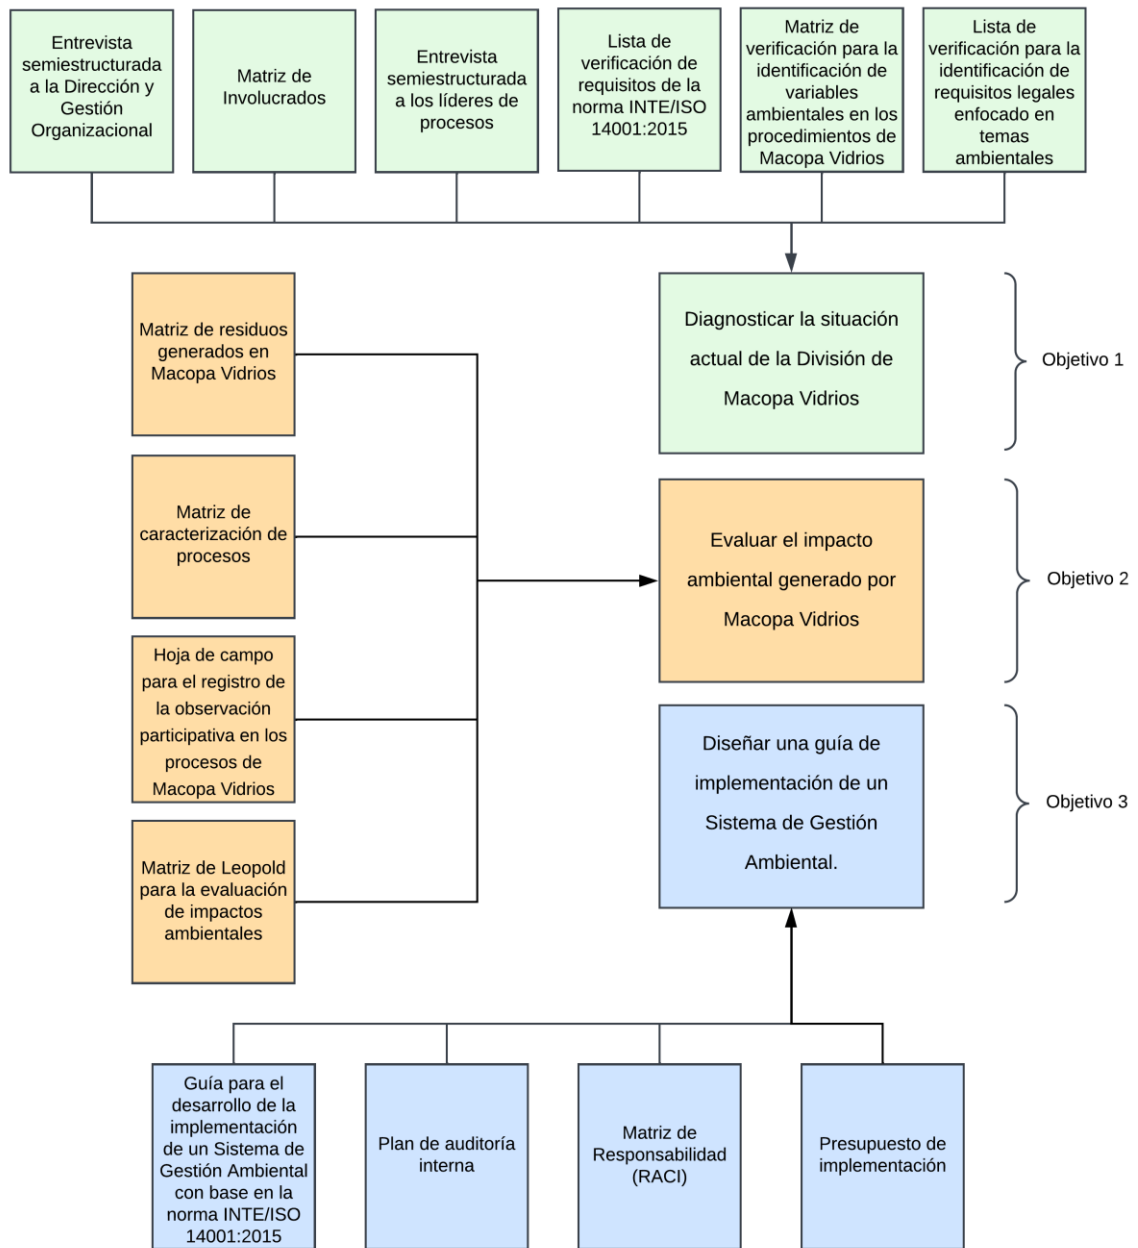 Entrevista
semiestructurada
a la Dirección y
Gestión
Organizacional
Matriz de
Involucrados
Entrevista
semiestructurada
a los líderes de
procesos
Lista de
verificación de
requisitos de la
norma INTE/ISO
14001:2015
Matriz de
verificación para la
identificación de
variables
ambientales en los
procedimientos de
Macopa Vidrios
Lista de
verificación para la
identificación de
requisitos legales
enfocado en
temas
ambientales
Matriz de residuos
generados en
Macopa Vidrios
Diagnosticar la situación
actual de la División de
Macopa Vidrios
Objetivo 1
Matriz de
caracterización de
procesos
Evaluar el impacto
ambiental generado por
Macopa Vidrios
Objetivo 2
Hoja de campo
para el registro de
la observación
participativa en los
procesos de
Macopa Vidrios
Diseñar una guía de
implementación de un
Sistema de Gestión
Ambiental.
Objetivo 3
Matriz de Leopold
para la evaluación
de impactos
ambientales
Guía para el
desarrollo de la
implementación
de un Sistema de
Gestión Ambiental
con base en la
norma INTE/ISO
14001:2015
Plan de auditoría
interna
Matriz de
Responsabilidad
(RACI)
Presupuesto de
implementación